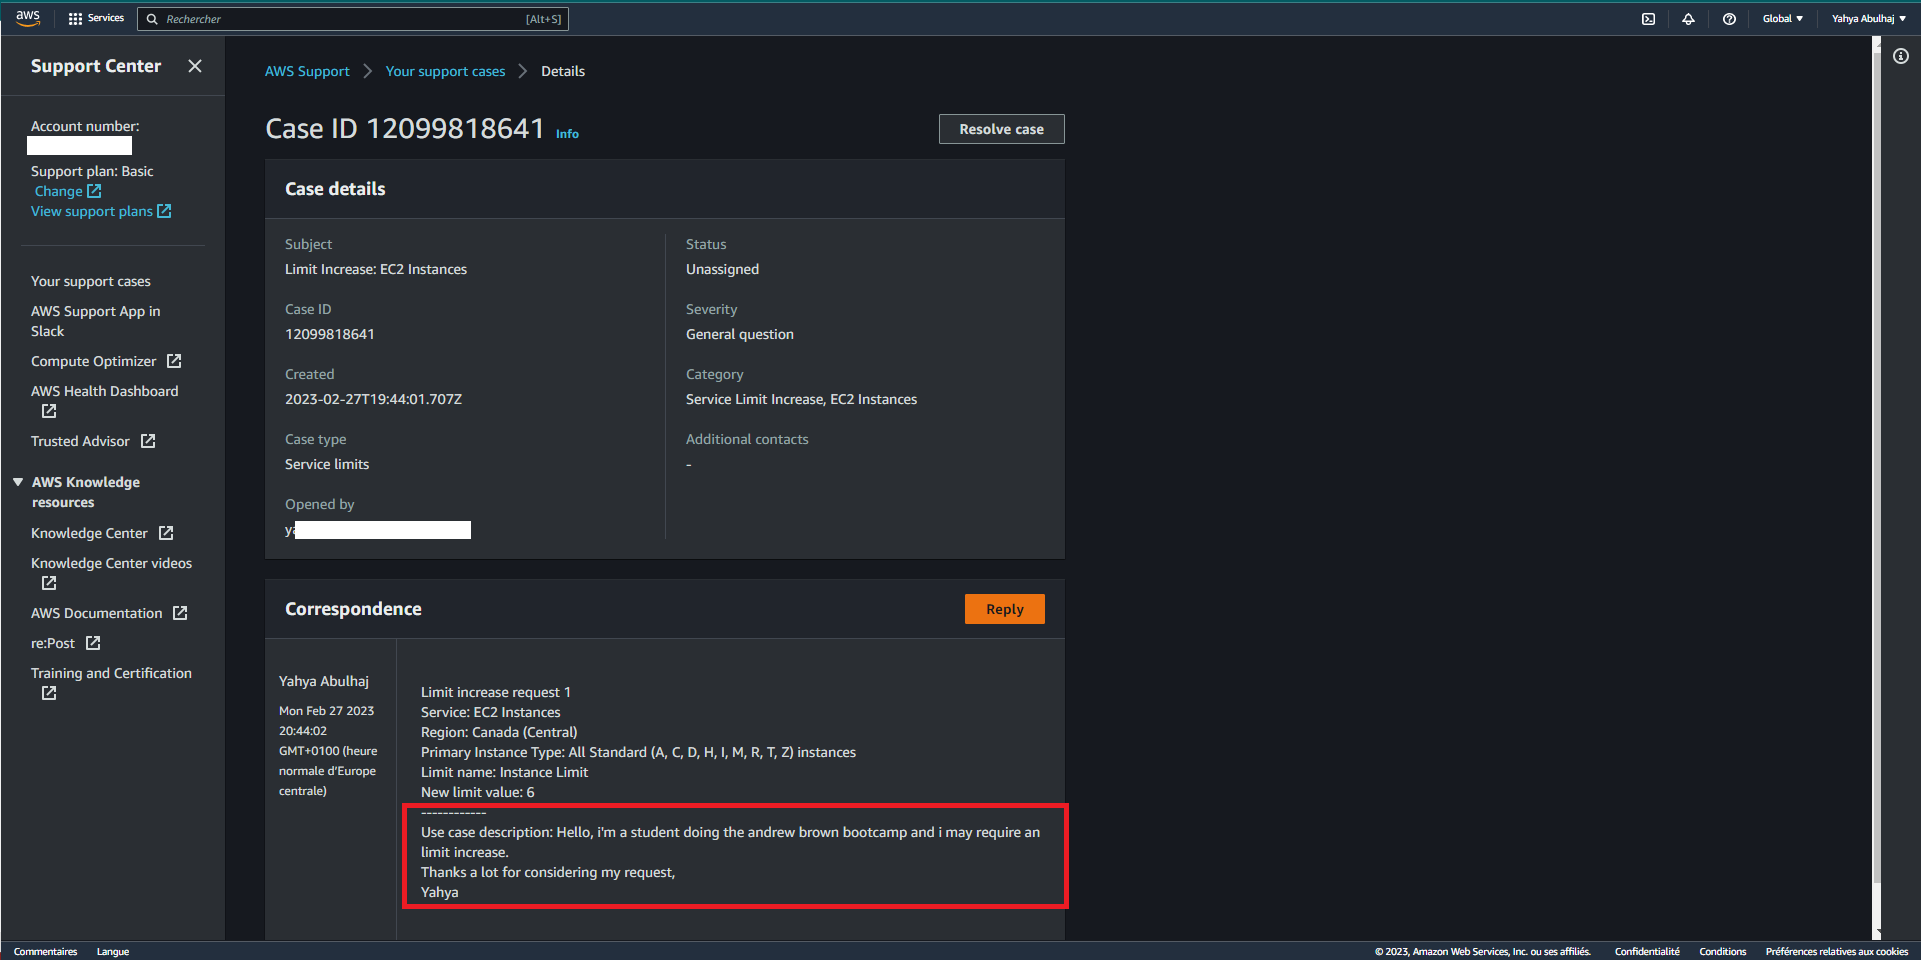 aws
Services
Rechercher
[Alt+S]
Global
Yahya Abulhaj
Support Center
Account number:
Support plan: Basic
Change
View support plans
Your support cases
AWS Support App in
Slack
Compute Optimizer
AWS Health Dashboard
Trusted Advisor
AWS Knowledge
resources
Knowledge Center
Knowledge Center videos
AWS Documentation
re:Post
Training and Certification
AWS Support
Your support cases
Details
Case ID 12099818641
Info
Resolve case
Case details
Subject
Limit Increase: EC2 Instances
Case ID
12099818641
Created
2023-02-27T19:44:01.707Z
Case type
Service limits
Opened by
Status
Unassigned
Severity
General question
Category
Service Limit Increase, EC2 Instances
Additional contacts
-
Correspondence
Reply
Yahya Abulhaj
Mon Feb 27 2023
20:44:02
GMT+0100 (heure
normale d'Europe
centrale)
Limit increase request 1
Service: EC2 Instances
Region: Canada (Central)
Primary Instance Type: All Standard (A, C, D, H, I, M, R, T, Z) instances
Limit name: Instance Limit
New limit value: 6
------------
Use case description: Hello, i'm a student doing the andrew brown bootcamp and i may require an
limit increase.
Thanks a lot for considering my request,
Yahya
Commentaires
Langue
© 2023, Amazon Web Services, Inc. ou ses affiliés.
Confidentialité
Conditions
Préférences relatives aux cookies